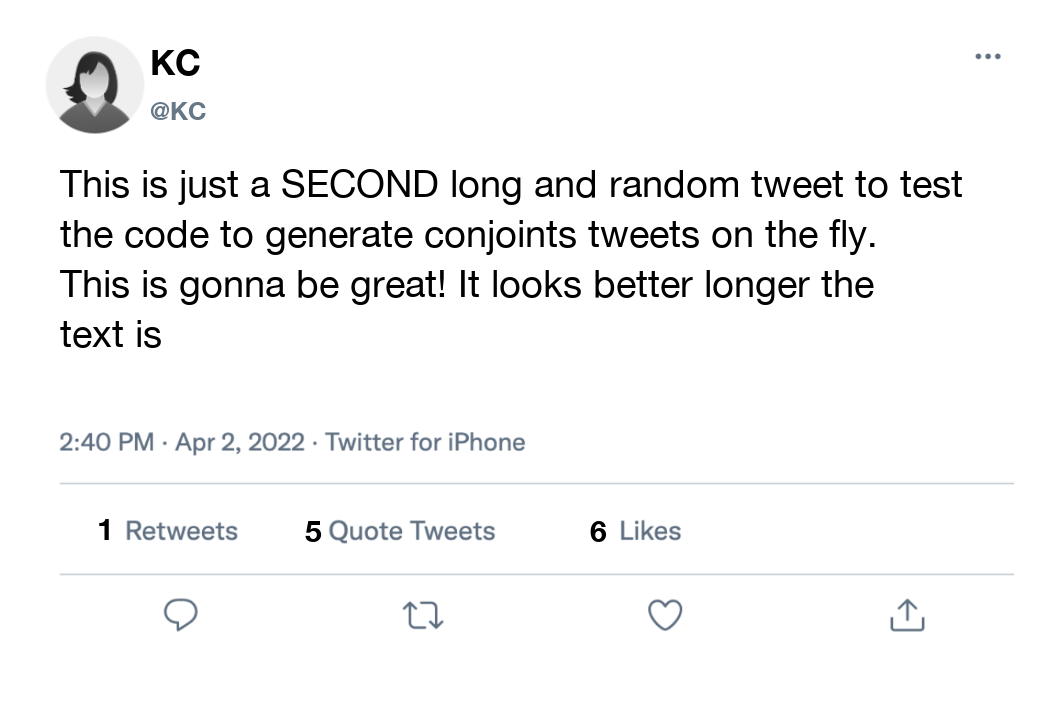 KC
@KC
This is just a SECOND long and random tweet to test
the code to generate conjoints tweets on the fly.
This is gonna be great! It looks better longer the
text is
2:40 PM · Apr 2, 2022 · Twitter for iPhone
1 Retweets 5 Quote Tweets 6 Likes